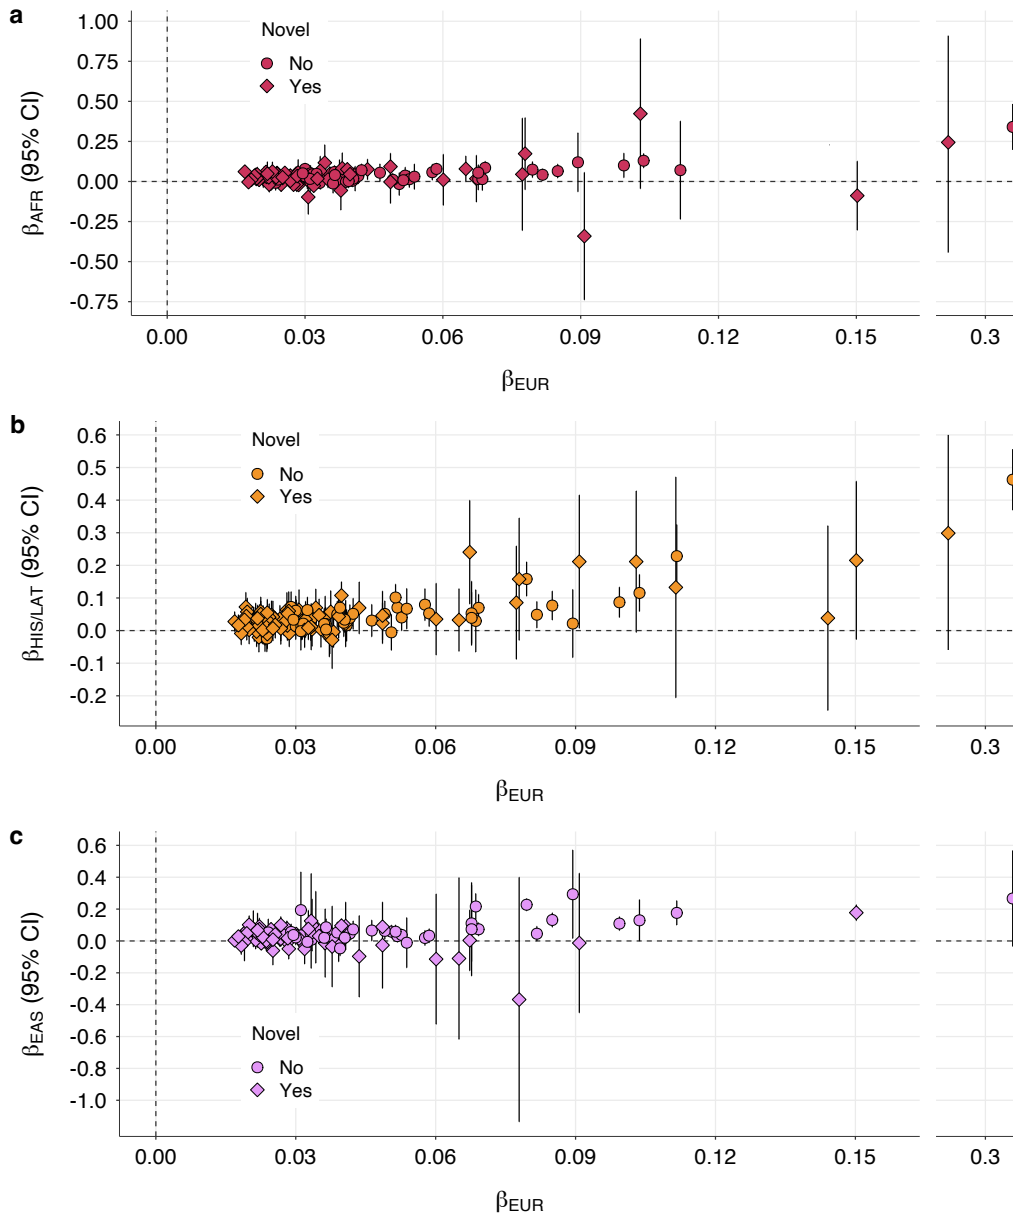 a
Novel
No
Yes
1.00
0.75
0.50
0.25
0.00
-0.25
-0.50
-0.75
βAFR (95% CI)
0.00 0.03 0.06 0.09 0.12 0.15 0.3
βEUR
b
Novel
No
Yes
0.6
0.5
0.4
0.3
0.2
0.1
0.0
-0.1
-0.2
βHIS/LAT (95% CI)
0.00 0.03 0.06 0.09 0.12 0.15 0.3
βEUR
c
0.6
0.4
0.2
0.0
-0.2
-0.4
-0.6
-0.8
-1.0
βEAS (95% CI)
Novel
No
Yes
0.00 0.03 0.06 0.09 0.12 0.15 0.3
βEUR